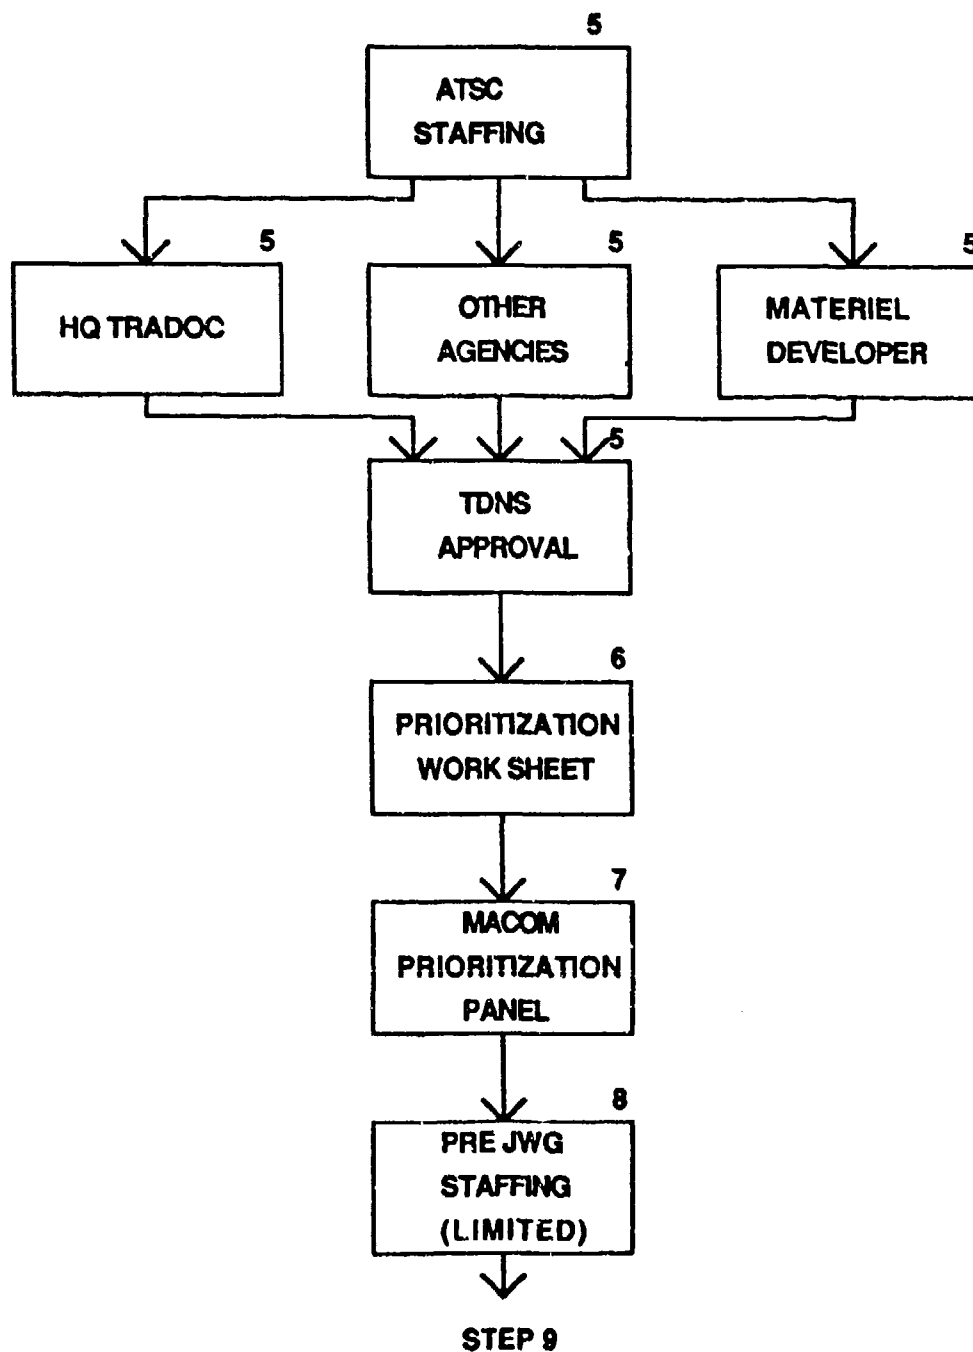 5
ATSC
STAFFING
5
HQ TRADOC
5
OTHER
AGENCIES
5
MATERIEL
DEVELOPER
5
TDNS
APPROVAL
6
PRIORITIZATION
WORK SHEET
7
MACOM
PRIORITIZATION
PANEL
8
PRE JWG
STAFFING
(LIMITED)
STEP 9